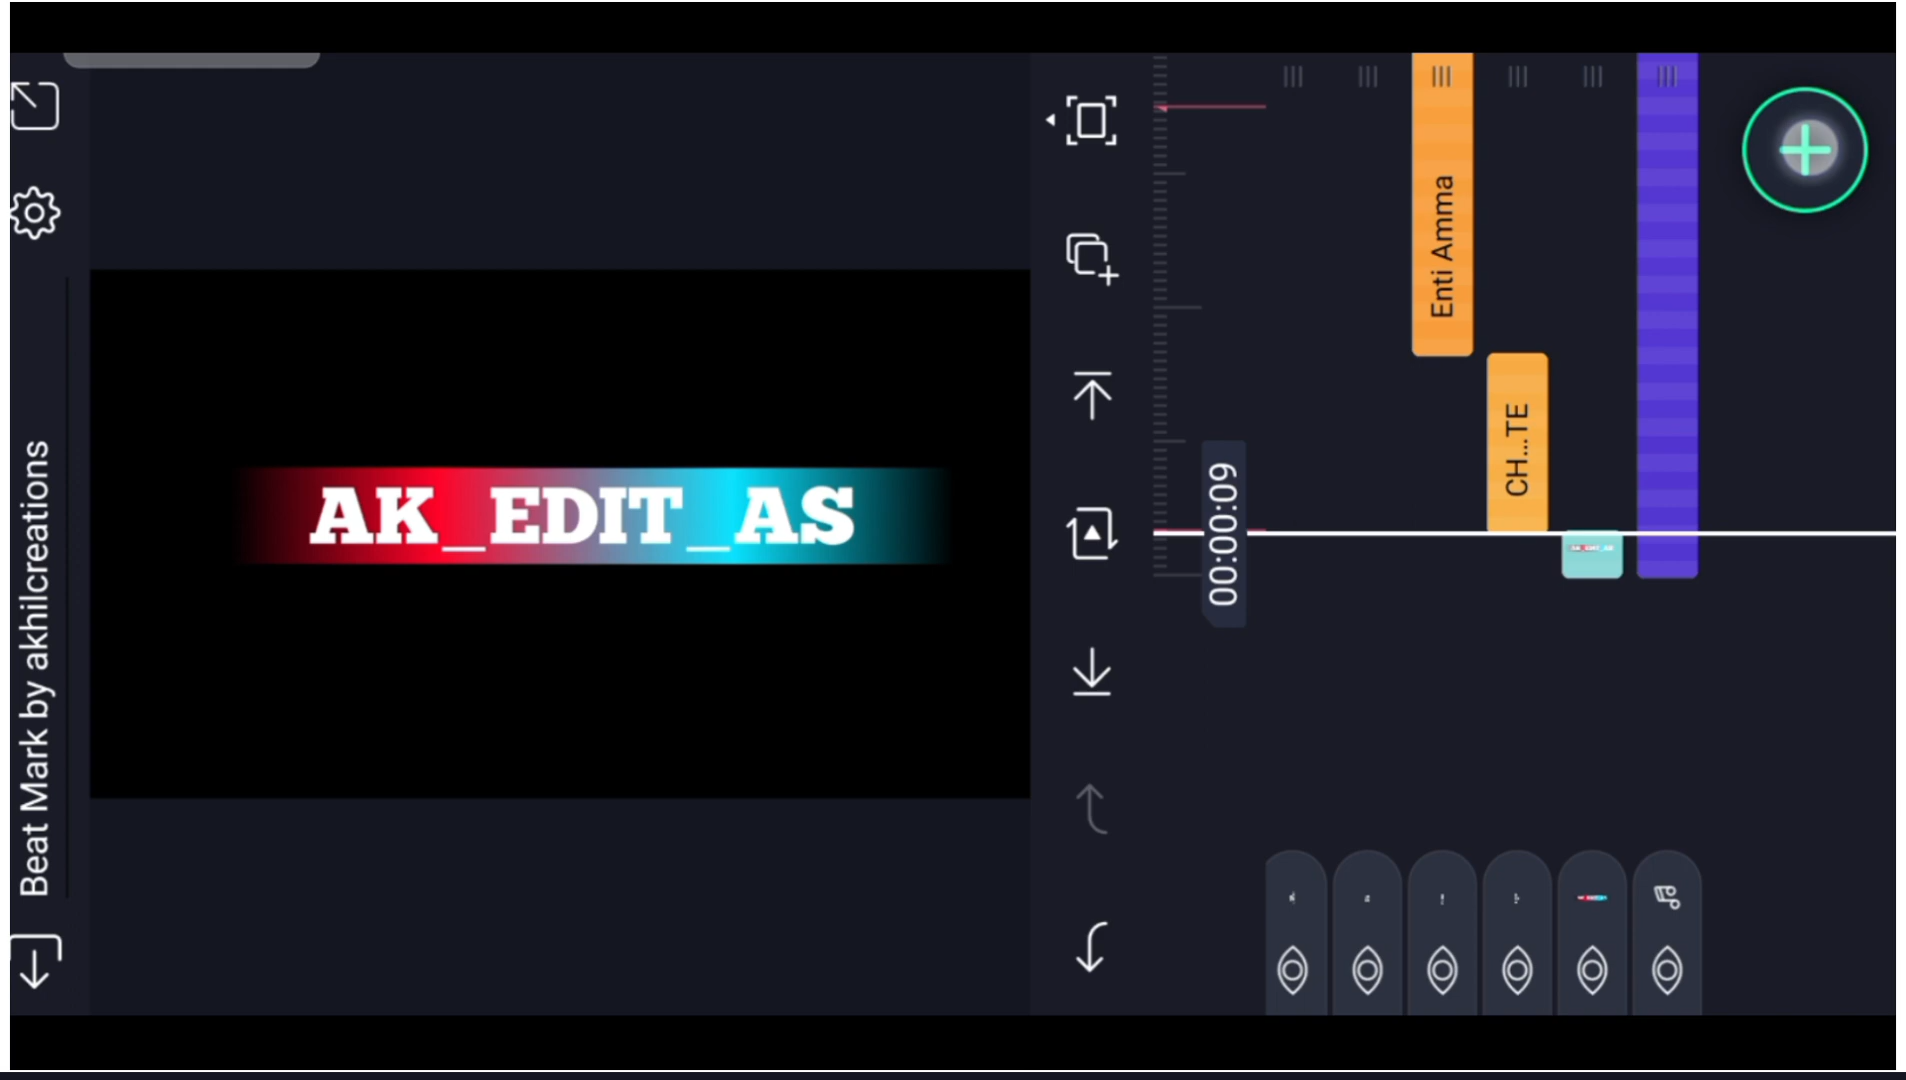 Beat Mark by akhilcreations
AK_EDIT_AS
00:00:09
Enti Amma
CH...TE